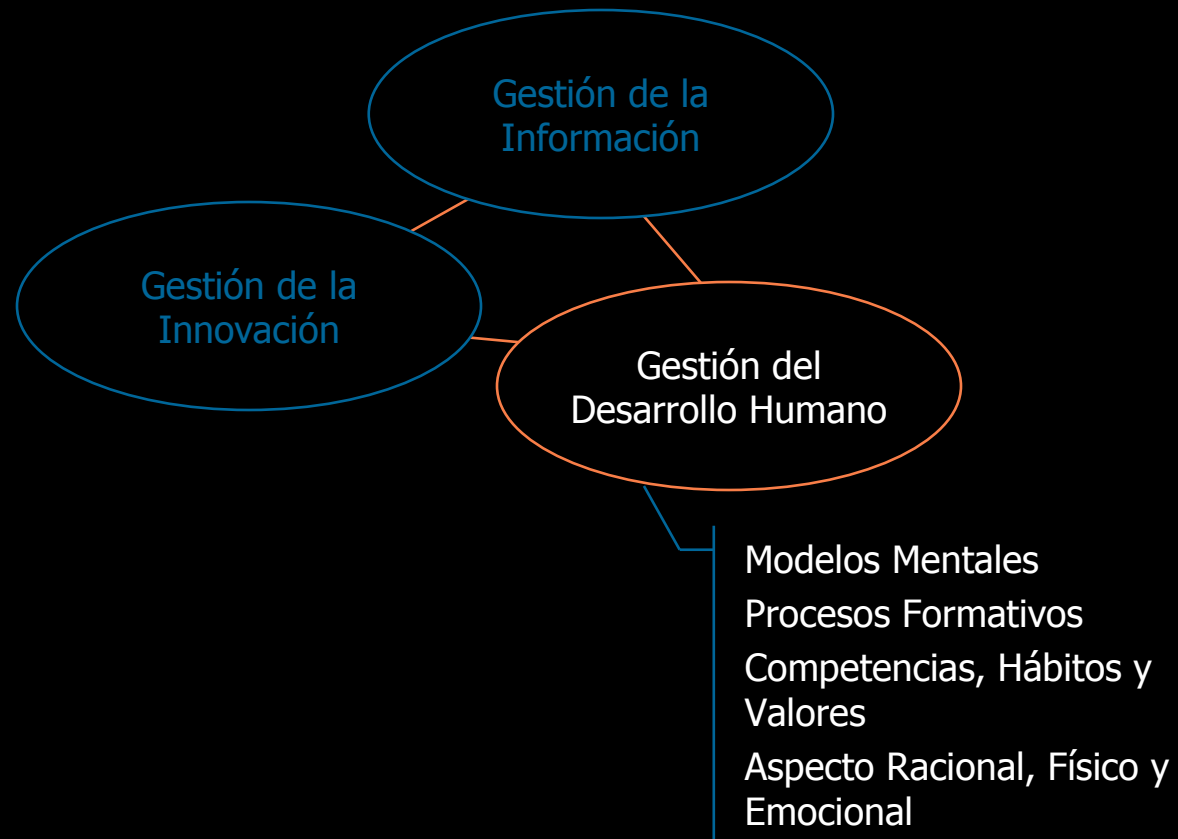 Gestión de la
Información
Gestión de la
Innovación
Gestión del
Desarrollo Humano
Modelos Mentales
Procesos Formativos
Competencias, Hábitos y
Valores
Aspecto Racional, Físico y
Emocional